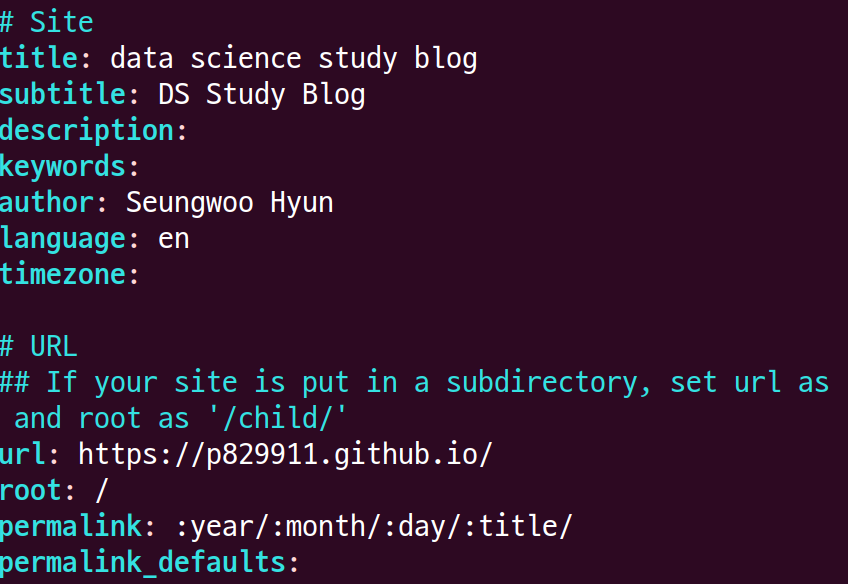 # Site
title: data science study blog
subtitle: DS Study Blog
description:
keywords:
author: Seungwoo Hyun
language: en
timezone:
# URL
## If your site is put in a subdirectory, set url as
and root as '/child/'
url: https://p829911.github.io/
root: /
permalink: :year/:month/:day/:title/
permalink_defaults: